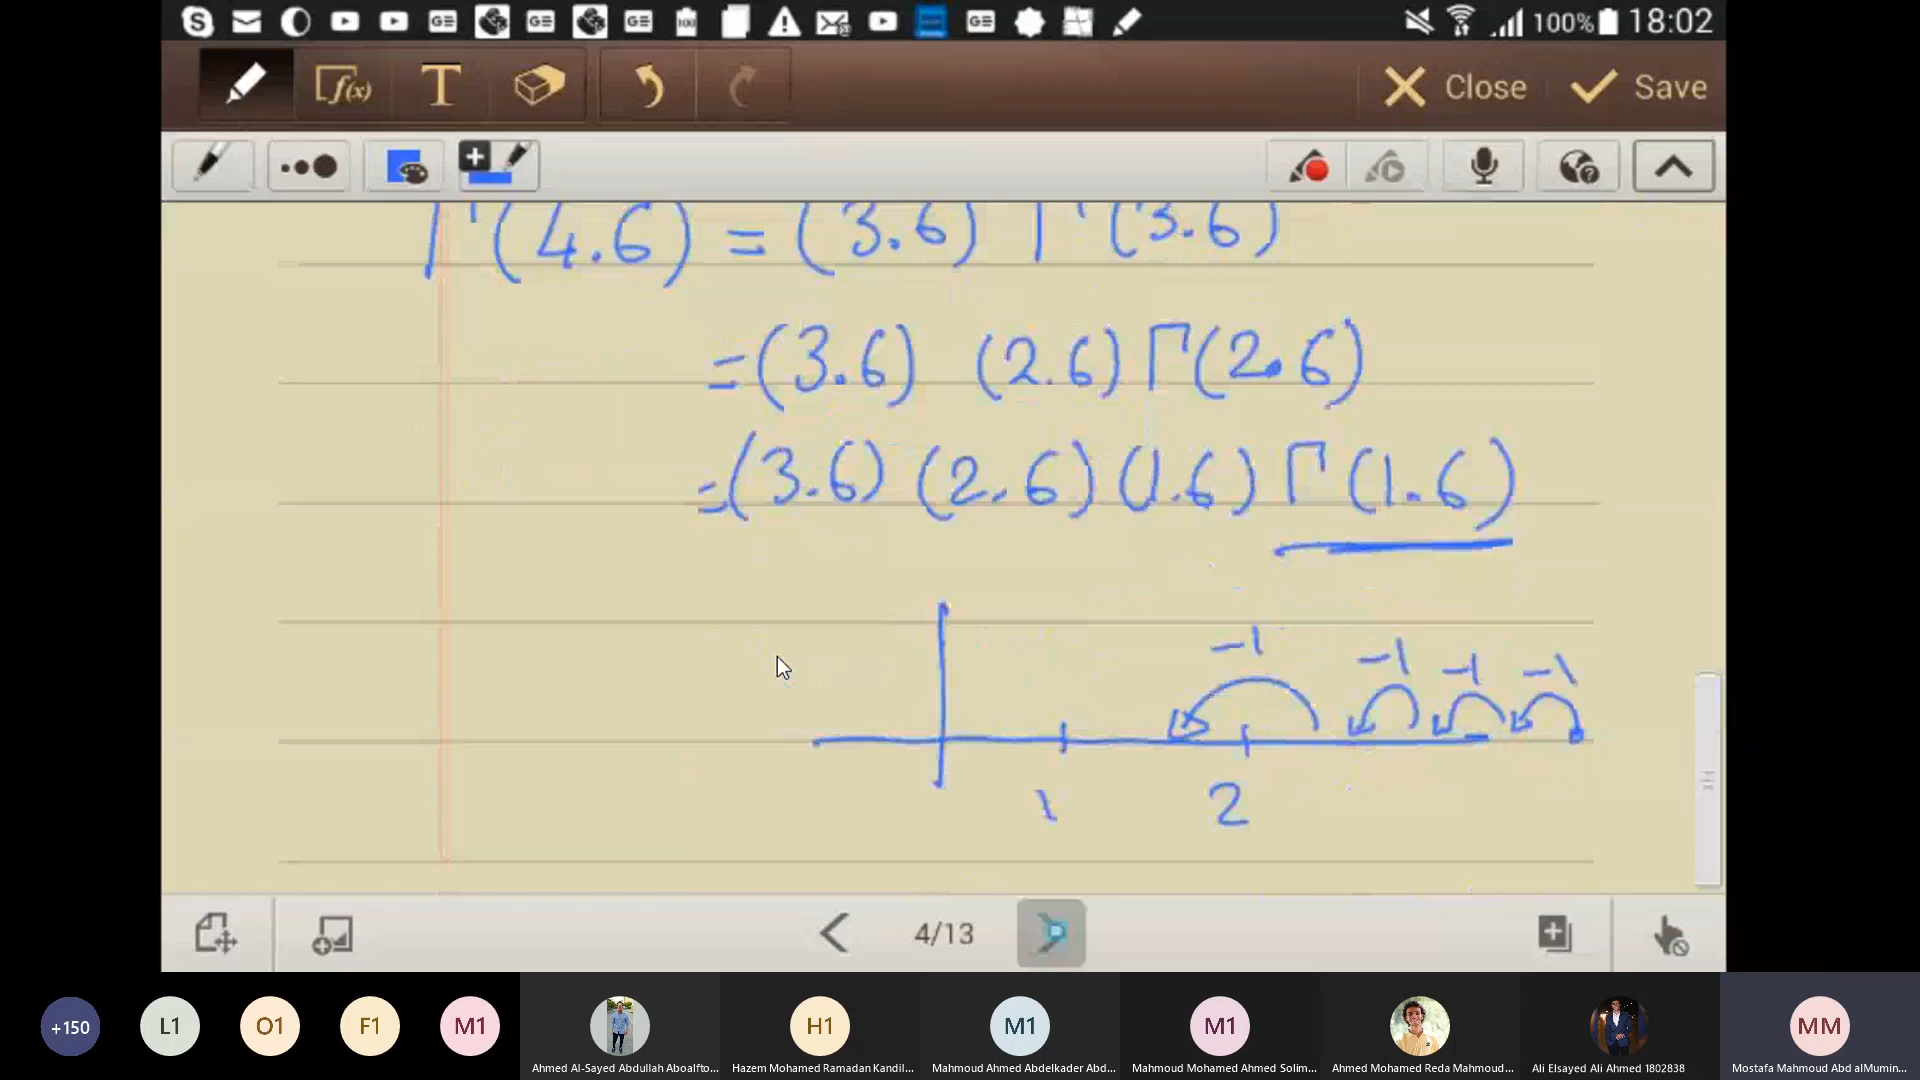 100% 18:02
T Close Save
Γ(4.6) = (3.6) Γ(3.6)
=(3.6) (2.6) Γ(2.6)
=(3.6) (2.6) (1.6) Γ(1.6)
-1 -1 -1 -1
1 2
4/13
+150 L1 O1 F1 M1 H1 M1 M1 MM
Ahmed Al-Sayed Abdullah Aboalfto... Hazem Mohamed Ramadan Kandil... Mahmoud Ahmed Abdelkader Abd... Mahmoud Mohamed Ahmed Solim... Ahmed Mohamed Reda Mahmoud... Ali Elsayed Ali Ahmed 1802838 Mostafa Mahmoud Abd alMumin...